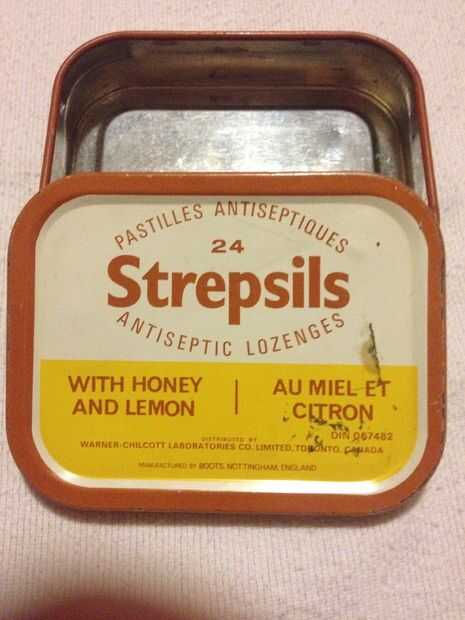 PASTILLES ANTISEPTIQUES
24
Strepsils
ANTISEPTIC LOZENGES
WITH HONEY AND LEMON
AU MIEL ET CITRON
DIN 067482
DISTRIBUTED BY
WARNER-CHILCOTT LABORATORIES CO. LIMITED, TORONTO, CANADA
MANUFACTURED BY BOOTS, NOTTINGHAM, ENGLAND